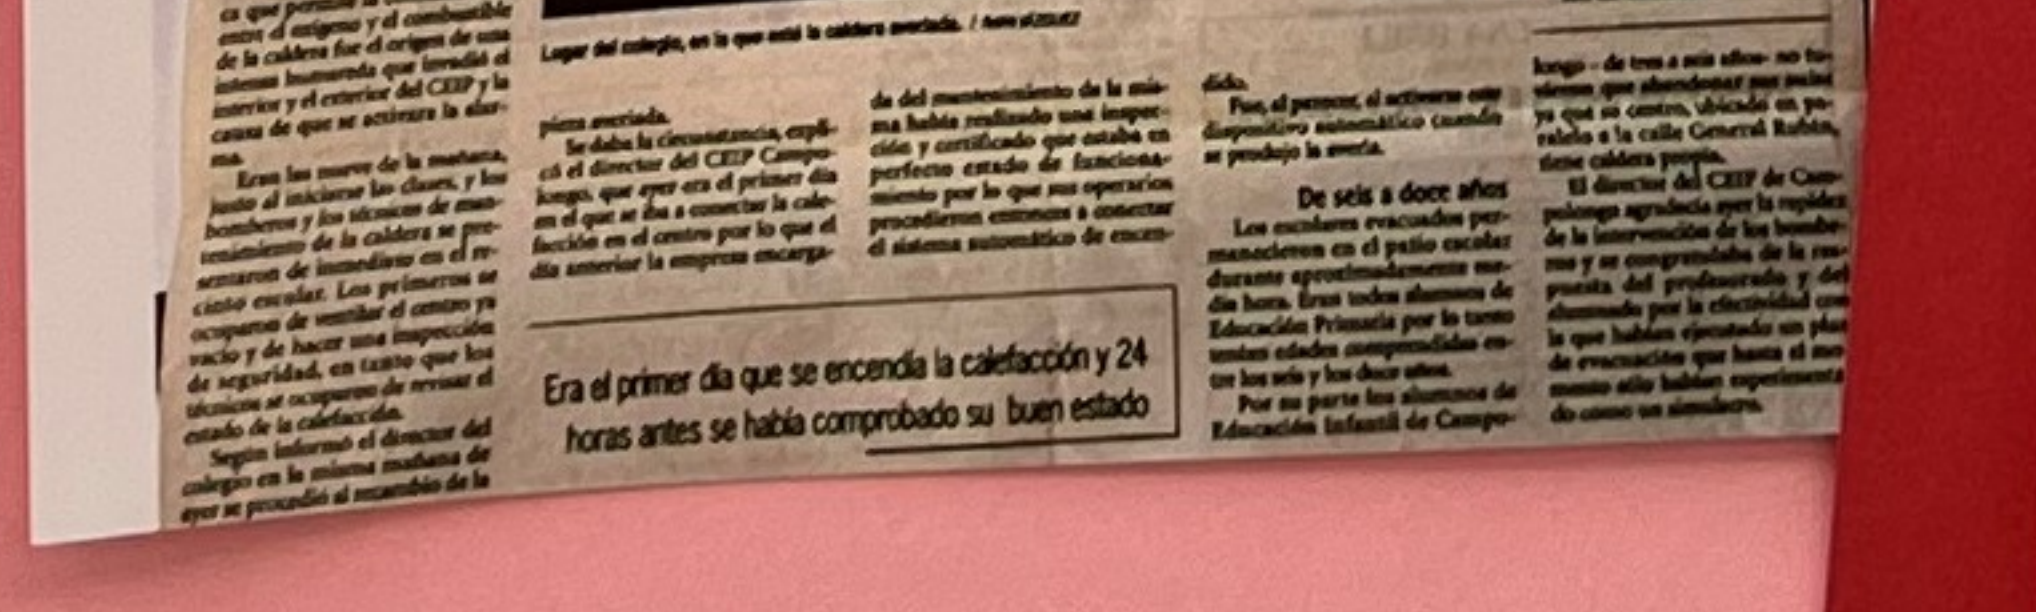 entre el oxígeno y el combustible
de la caldera fue el origen de una
intensa humareda que invadió el
interior y el exterior del CEIP y la
causa de que se activara la alar-
ma.
Eran las nueve de la mañana,
justo al iniciarse las clases, y los
bomberos y los técnicos de man-
tenimiento de la caldera se pre-
sentaron de inmediato en el re-
cinto escolar. Los primeros se
ocuparon de ventilar el centro ya
vacío y de hacer una inspección
de seguridad, en tanto que los
técnicos se ocuparon de revisar el
estado de la calefacción.
Según informó el director del
colegio en la misma mañana de
ayer se procedió al recambio de la
Lugar del colegio, en la que está la caldera averiada. /
pieza averiada.
Se daba la circunstancia, expli-
có el director del CEIP Campo-
longo, que ayer era el primer día
en el que se iba a conectar la cale-
facción en el centro por lo que el
día anterior la empresa encarga-
da del mantenimiento de la mis-
ma había realizado una inspec-
ción y certificado que estaba en
perfecto estado de funciona-
miento por lo que sus operarios
procedieron entonces a conectar
el sistema automático de encen-
dido.
Fue, al parecer, al activarse este
dispositivo automático cuando
se produjo la avería.
De seis a doce años
Los escolares evacuados per-
manecieron en el patio escolar
durante aproximadamente me-
dia hora. Eran todos alumnos de
Educación Primaria por lo tanto
tenían edades comprendidas en-
tre los seis y los doce años.
Por su parte los alumnos de
Educación Infantil de Campo-
longo - de tres a seis años- no tu-
vieron que abandonar sus aulas
ya que su centro, ubicado en pa-
ralelo a la calle General Rubín,
tiene caldera propia.
El director del CEIP de Cam-
polongo agradecía ayer la rapidez
de la intervención de los bombe-
ros y se congratulaba de la res-
puesta del profesorado y del
alumnado por la efectividad con
la que habían ejecutado un plan
de evacuación que hasta el mo-
mento sólo habían experimenta
do como un simulacro.
Era el primer día que se encendía la calefacción y 24
horas antes se había comprobado su buen estado